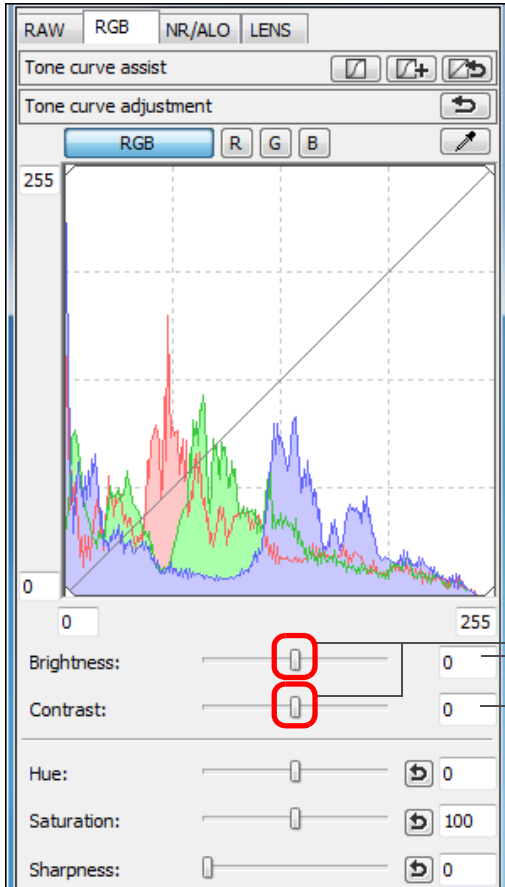 RAW RGB NR/ALO LENS
Tone curve assist
Tone curve adjustment
RGB R G B
255
0
0 255
Brightness: 0
Contrast: 0
Hue: 0
Saturation: 100
Sharpness: 0